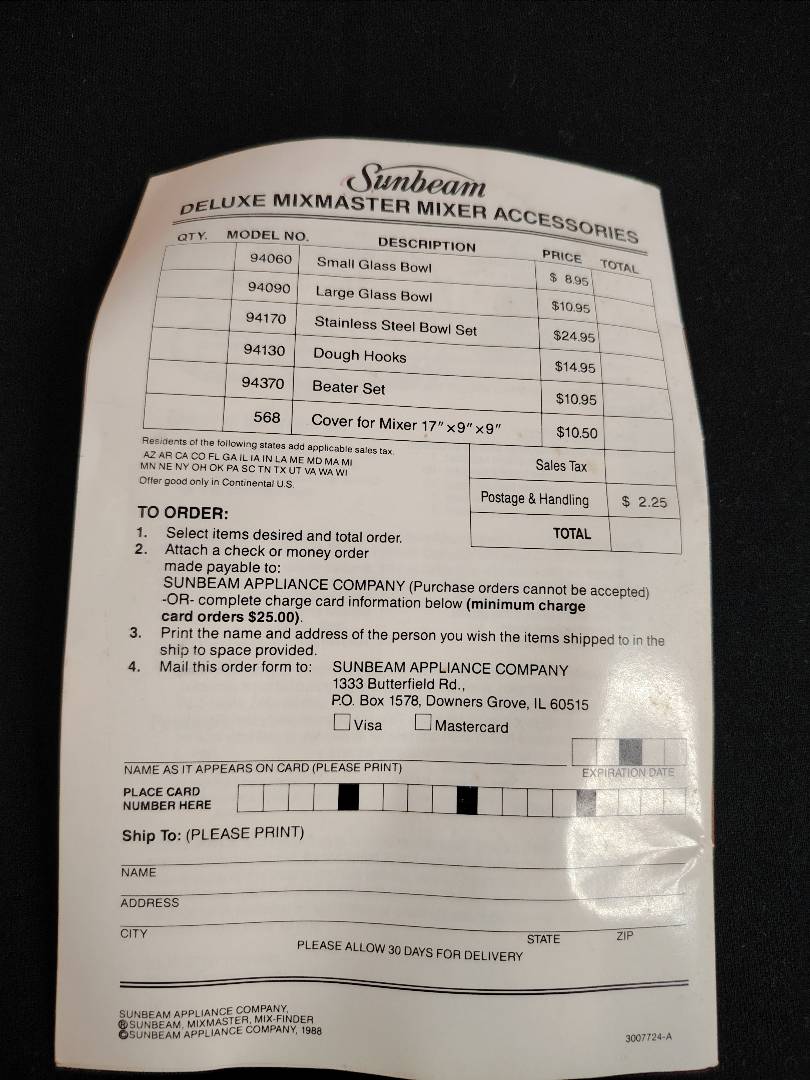 Sunbeam
DELUXE MIXMASTER MIXER ACCESSORIES
QTY. MODEL NO. DESCRIPTION PRICE TOTAL
94060 Small Glass Bowl $ 8.95
94090 Large Glass Bowl $10.95
94170 Stainless Steel Bowl Set $24.95
94130 Dough Hooks $14.95
94370 Beater Set $10.95
568 Cover for Mixer 17" x9" x9" $10.50
Residents of the following states add applicable sales tax.
AZ AR CA CO FL GA IL IA IN LA ME MD MA MI
MN NE NY OH OK PA SC TN TX UT VA WA WI
Offer good only in Continental U.S.
Sales Tax
Postage & Handling $ 2.25
TOTAL
TO ORDER:
1. Select items desired and total order.
2. Attach a check or money order
made payable to:
SUNBEAM APPLIANCE COMPANY (Purchase orders cannot be accepted)
-OR- complete charge card information below (minimum charge
card orders $25.00).
3. Print the name and address of the person you wish the items shipped to in the
ship to space provided.
4. Mail this order form to: SUNBEAM APPLIANCE COMPANY
1333 Butterfield Rd.,
P.O. Box 1578, Downers Grove, IL 60515
Visa Mastercard
NAME AS IT APPEARS ON CARD (PLEASE PRINT) EXPIRATION DATE
PLACE CARD
NUMBER HERE
Ship To: (PLEASE PRINT)
NAME
ADDRESS
CITY STATE ZIP
PLEASE ALLOW 30 DAYS FOR DELIVERY
SUNBEAM APPLIANCE COMPANY,
®SUNBEAM, MIXMASTER, MIX-FINDER
©SUNBEAM APPLIANCE COMPANY, 1988
3007724-A